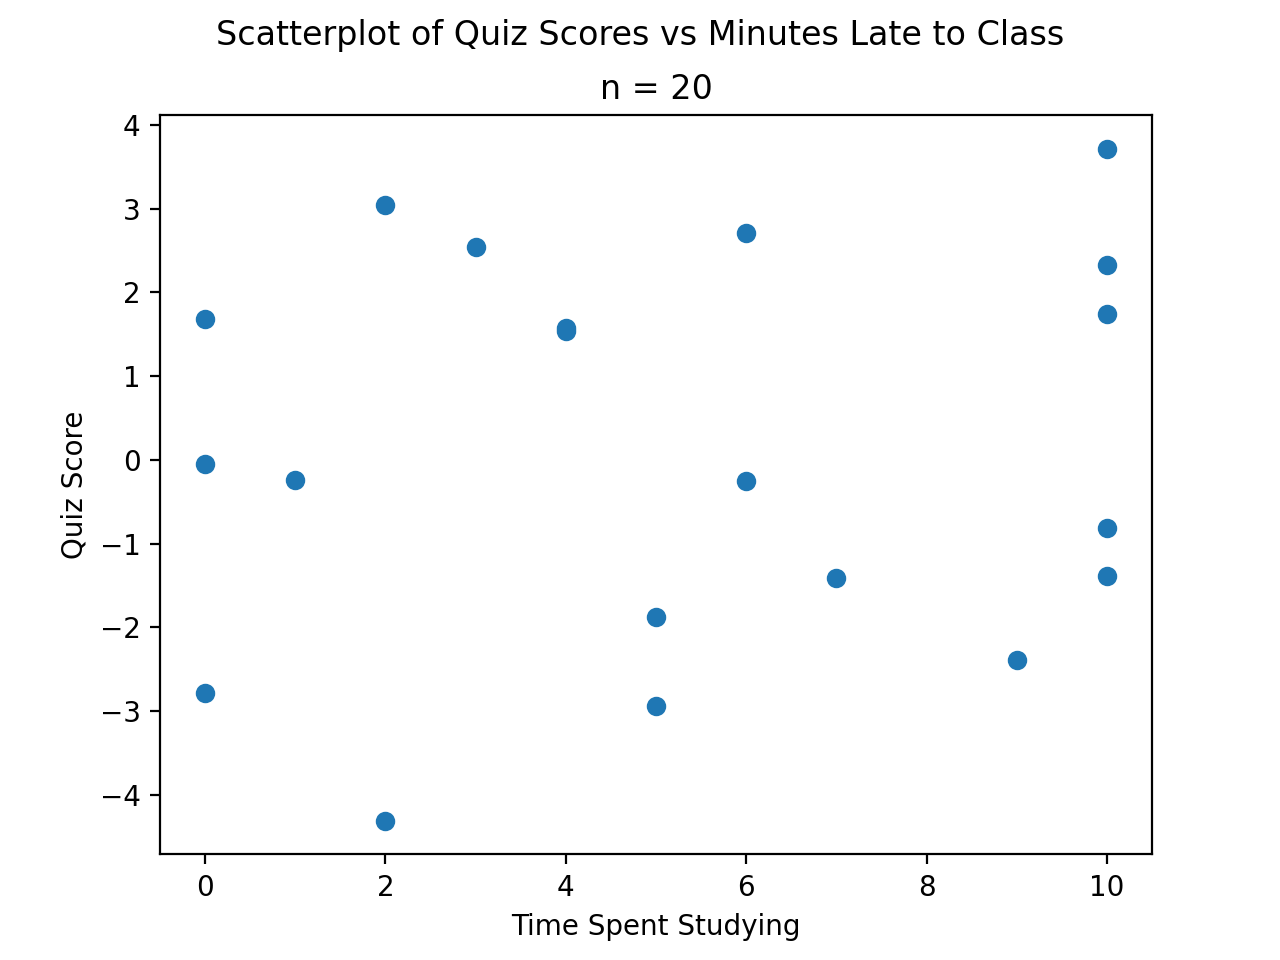 Scatterplot of Quiz Scores vs Minutes Late to Class
n = 20
4
3
2
1
0
−1
−2
−3
−4
Quiz Score
0 2 4 6 8 10
Time Spent Studying